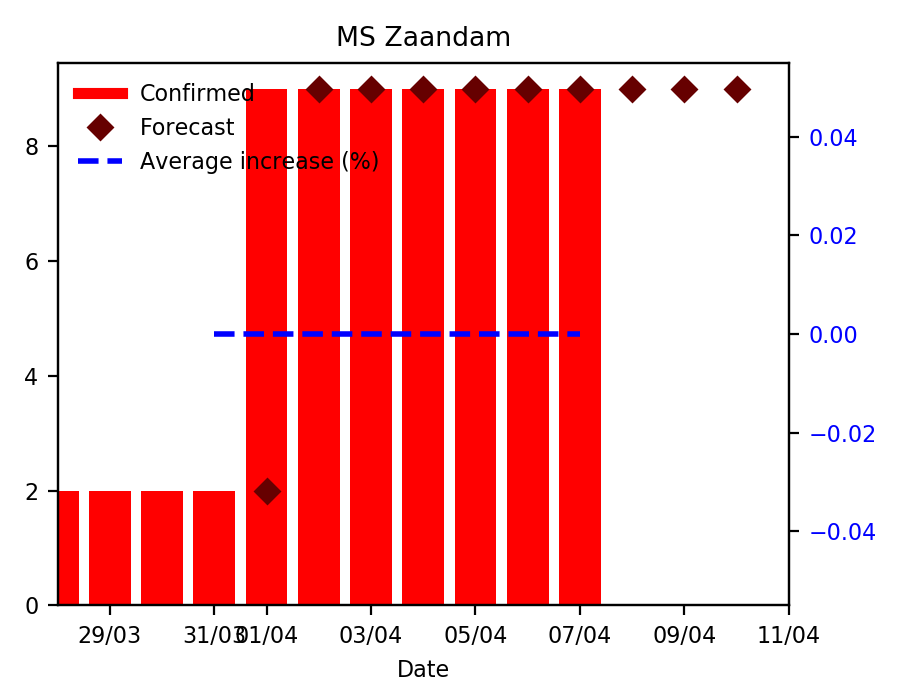 MS Zaandam
Confirmed
Forecast
Average increase (%)
8
6
4
2
0
0.04
0.02
0.00
−0.02
−0.04
29/03 31/03 01/04 03/04 05/04 07/04 09/04 11/04
Date